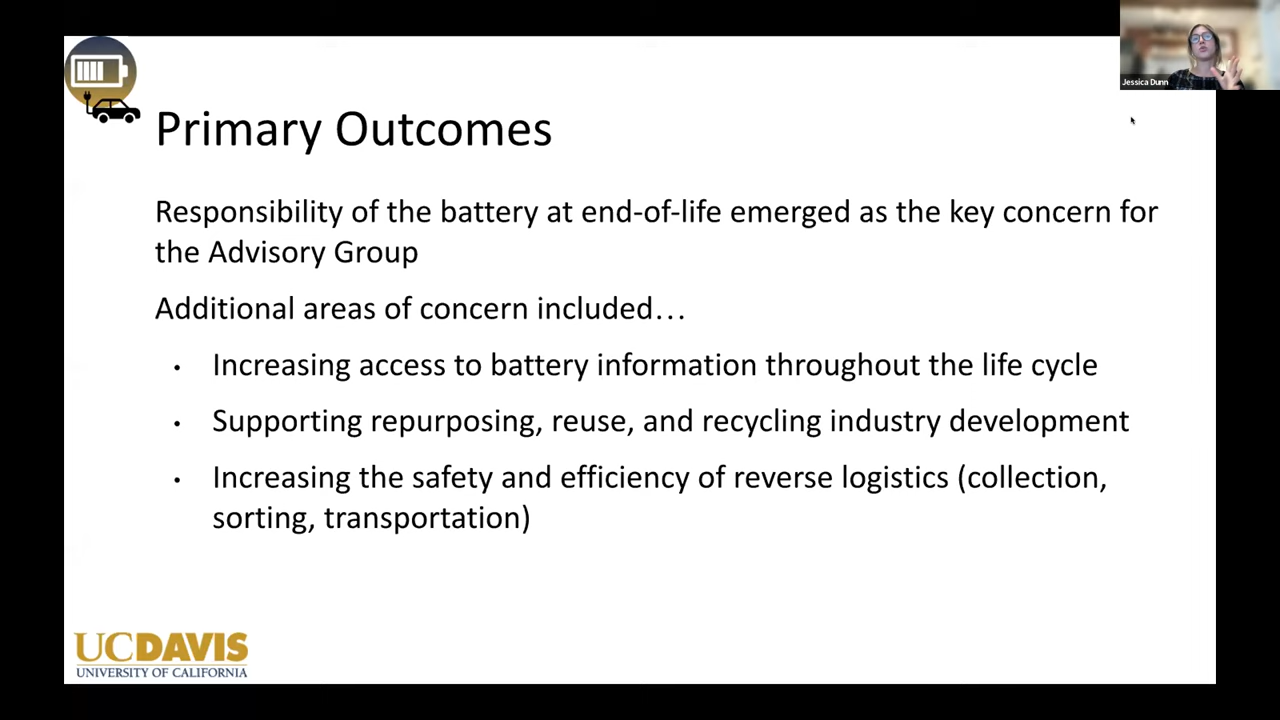 Jessica Dunn
Primary Outcomes
Responsibility of the battery at end-of-life emerged as the key concern for
the Advisory Group
Additional areas of concern included…
• Increasing access to battery information throughout the life cycle
• Supporting repurposing, reuse, and recycling industry development
• Increasing the safety and efficiency of reverse logistics (collection,
sorting, transportation)
UCDAVIS
UNIVERSITY OF CALIFORNIA